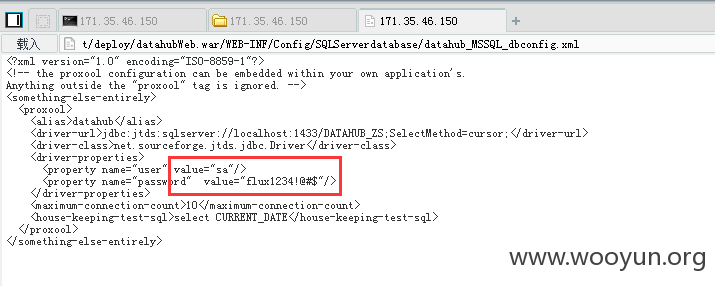 171.35.46.150
171.35.46.150
171.35.46.150
载入
t/deploy/datahubWeb.war/WEB-INF/Config/SQLServerdatabase/datahub_MSSQL_dbconfig.xml
<?xml version="1.0" encoding="ISO-8859-1"?>
<!-- the proxool configuration can be embedded within your own application's.
Anything outside the "proxool" tag is ignored. -->
<something-else-entirely>
<proxool>
<alias>datahub</alias>
<driver-url>jdbc:jtds:sqlserver://localhost:1433/DATAHUB_ZS;SelectMethod=cursor;</driver-url>
<driver-class>net.sourceforge.jtds.jdbc.Driver</driver-class>
<driver-properties>
<property name="user" value="sa"/>
<property name="password" value="flux1234!@#$"/>
</driver-properties>
<maximum-connection-count>10</maximum-connection-count>
<house-keeping-test-sql>select CURRENT_DATE</house-keeping-test-sql>
</proxool>
</something-else-entirely>
www.wooyun.org